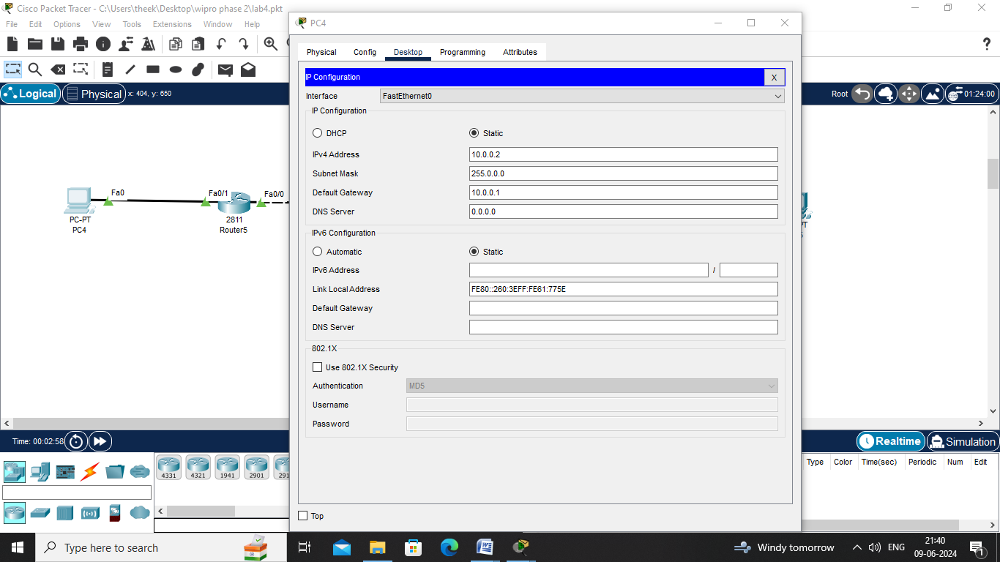 Cisco Packet Tracer - C:\Users\theek\Desktop\wipro phase 2\lab4.pkt
File Edit Options View Tools Extensions Window Help
PC4
Physical Config Desktop Programming Attributes
Logical Physical x: 404, y: 650
Root 01:24:00
IP Configuration X
Interface FastEthernet0
IP Configuration
DHCP Static
IPv4 Address 10.0.0.2
Subnet Mask 255.0.0.0
Default Gateway 10.0.0.1
DNS Server 0.0.0.0
IPv6 Configuration
Automatic Static
IPv6 Address /
Link Local Address FE80::260:3EFF:FE61:775E
Default Gateway
DNS Server
802.1X
Use 802.1X Security
Authentication MD5
Username
Password
Top
Fa0 Fa0/1 Fa0/0
PC-PT
PC4
2811
Router5
Time: 00:02:58
Realtime Simulation
4331 4321 1941 2901
Type Color Time(sec) Periodic Num Edit
Type here to search
Windy tomorrow
ENG
21:40
09-06-2024
1